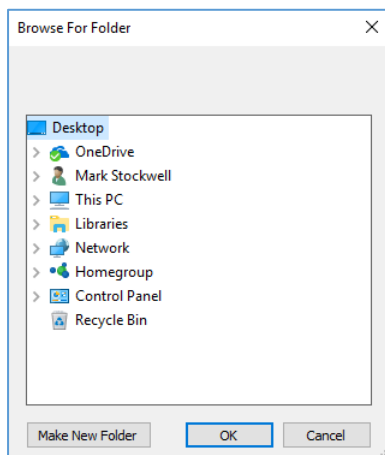 Browse For Folder
Desktop
OneDrive
Mark Stockwell
This PC
Libraries
Network
Homegroup
Control Panel
Recycle Bin
Make New Folder
OK
Cancel